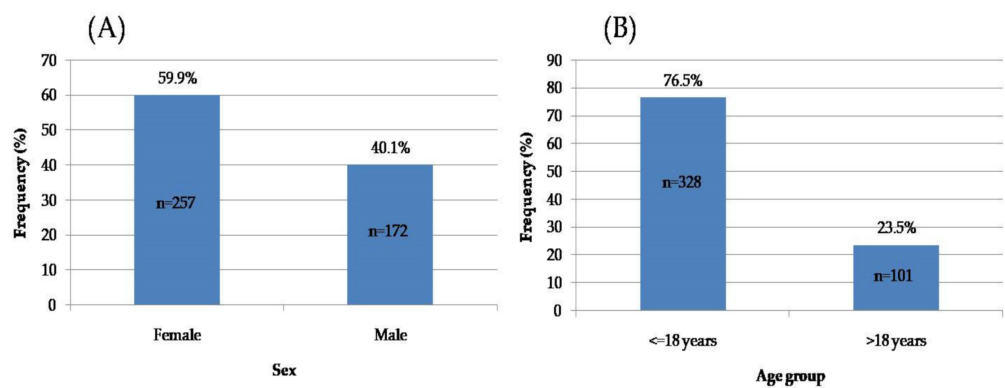 (A)
Frequency (%)
70
60
50
40
30
20
10
0
59.9%
n=257
40.1%
n=172
Female
Male
Sex
(B)
Frequency (%)
90
80
70
60
50
40
30
20
10
0
76.5%
n=328
23.5%
n=101
<=18 years
>18 years
Age group